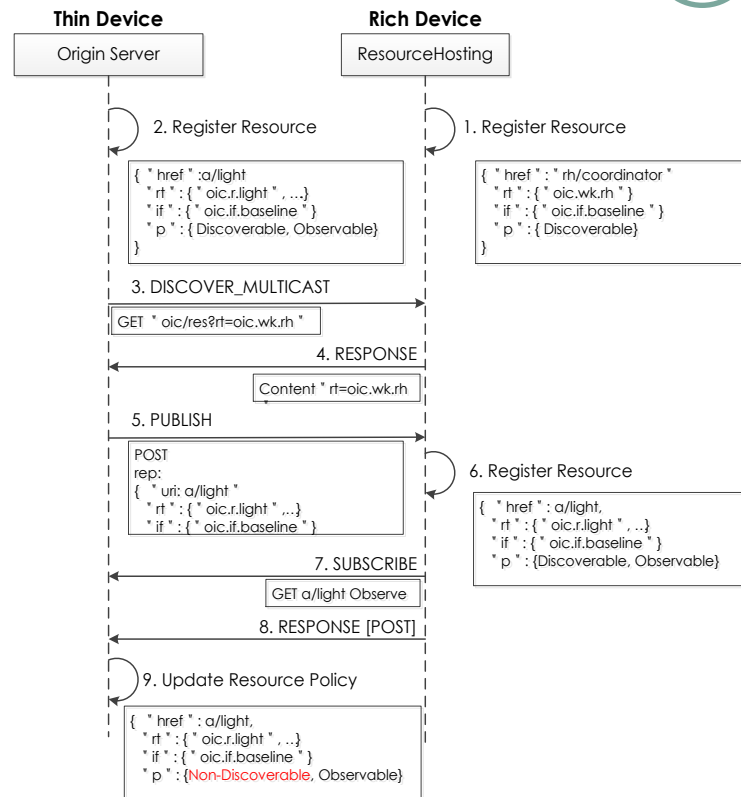 Thin Device
Rich Device
Origin Server
ResourceHosting
2. Register Resource
1. Register Resource
{ " href " :a/light
" rt " : { " oic.r.light " , ...}
" if " : { " oic.if.baseline " }
" p " : { Discoverable, Observable}
}
{ " href " : " rh/coordinator "
" rt " : { " oic.wk.rh " }
" if " : { " oic.if.baseline " }
" p " : { Discoverable}
}
3. DISCOVER_MULTICAST
GET " oic/res?rt=oic.wk.rh "
4. RESPONSE
Content " rt=oic.wk.rh
"
5. PUBLISH
POST
rep:
{ " uri: a/light "
" rt " : { " oic.r.light " ,...}
" if " : { " oic.if.baseline " }
6. Register Resource
{ " href " : a/light,
" rt " : { " oic.r.light " , ..}
" if " : { " oic.if.baseline " }
" p " : {Discoverable, Observable}
7. SUBSCRIBE
GET a/light Observe
8. RESPONSE [POST]
9. Update Resource Policy
{ " href " : a/light,
" rt " : { " oic.r.light " , ..}
" if " : { " oic.if.baseline " }
" p " : {Non-Discoverable, Observable}